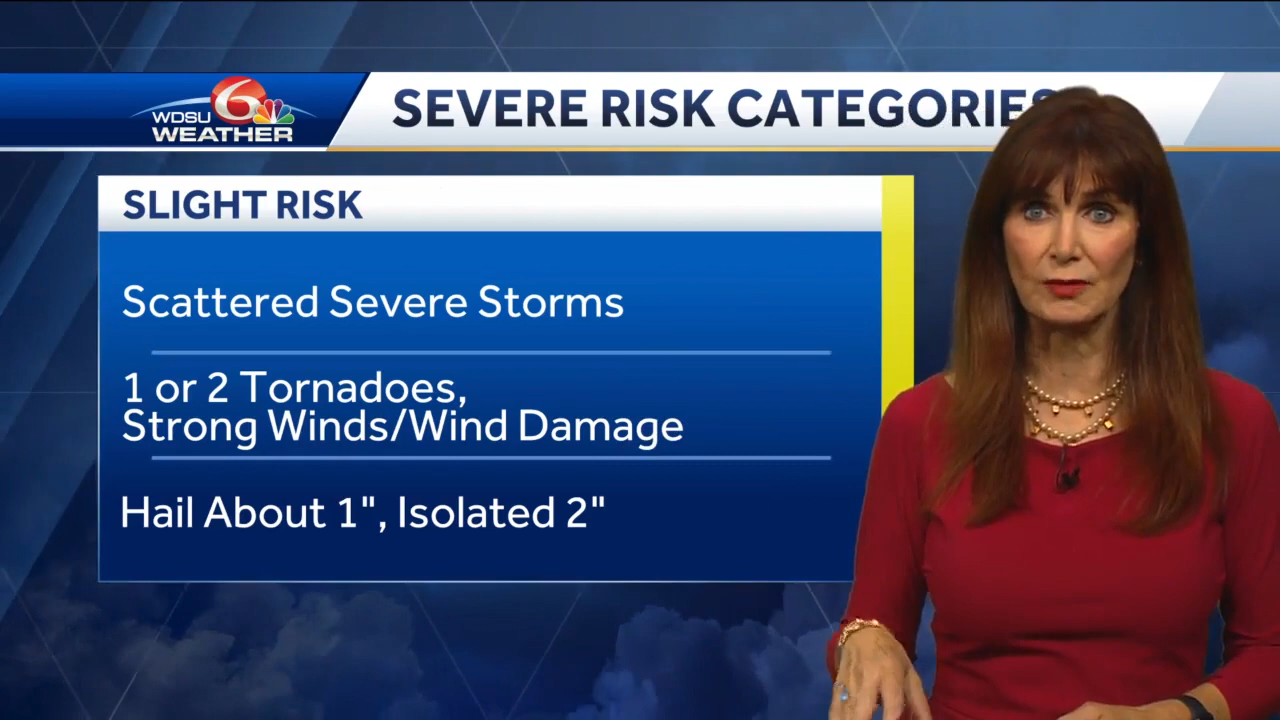 WDSU 6
WEATHER
SEVERE RISK CATEGORIES
SLIGHT RISK
Scattered Severe Storms
1 or 2 Tornadoes,
Strong Winds/Wind Damage
Hail About 1", Isolated 2"